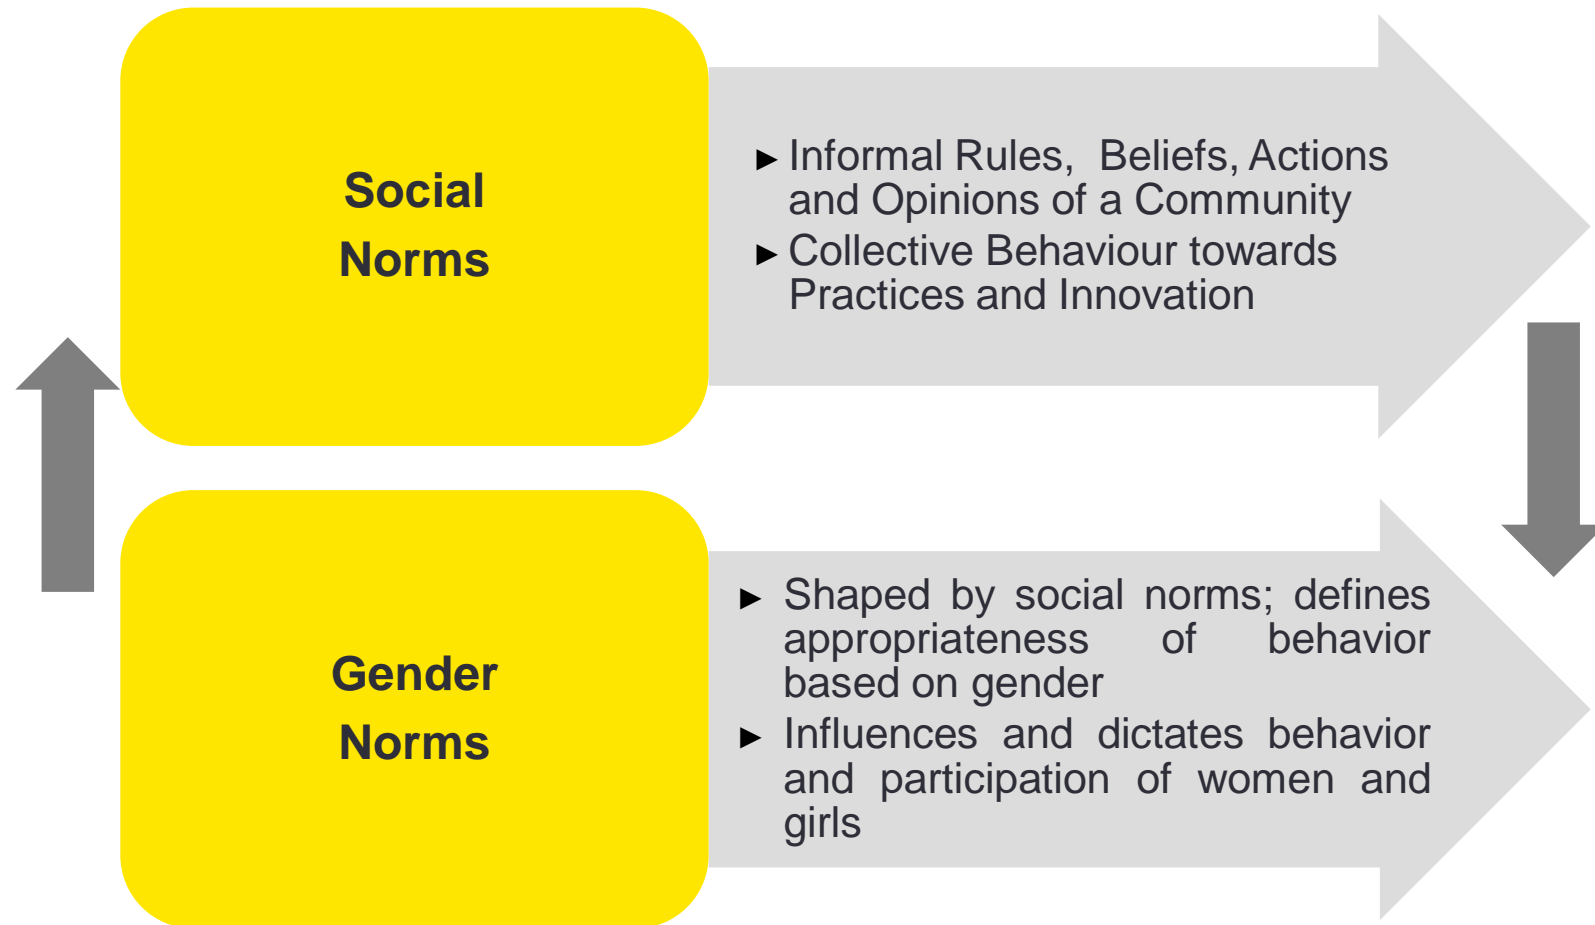 Social
Norms
► Informal Rules, Beliefs, Actions
and Opinions of a Community
► Collective Behaviour towards
Practices and Innovation
Gender
Norms
► Shaped by social norms; defines
appropriateness of behavior
based on gender
► Influences and dictates behavior
and participation of women and
girls